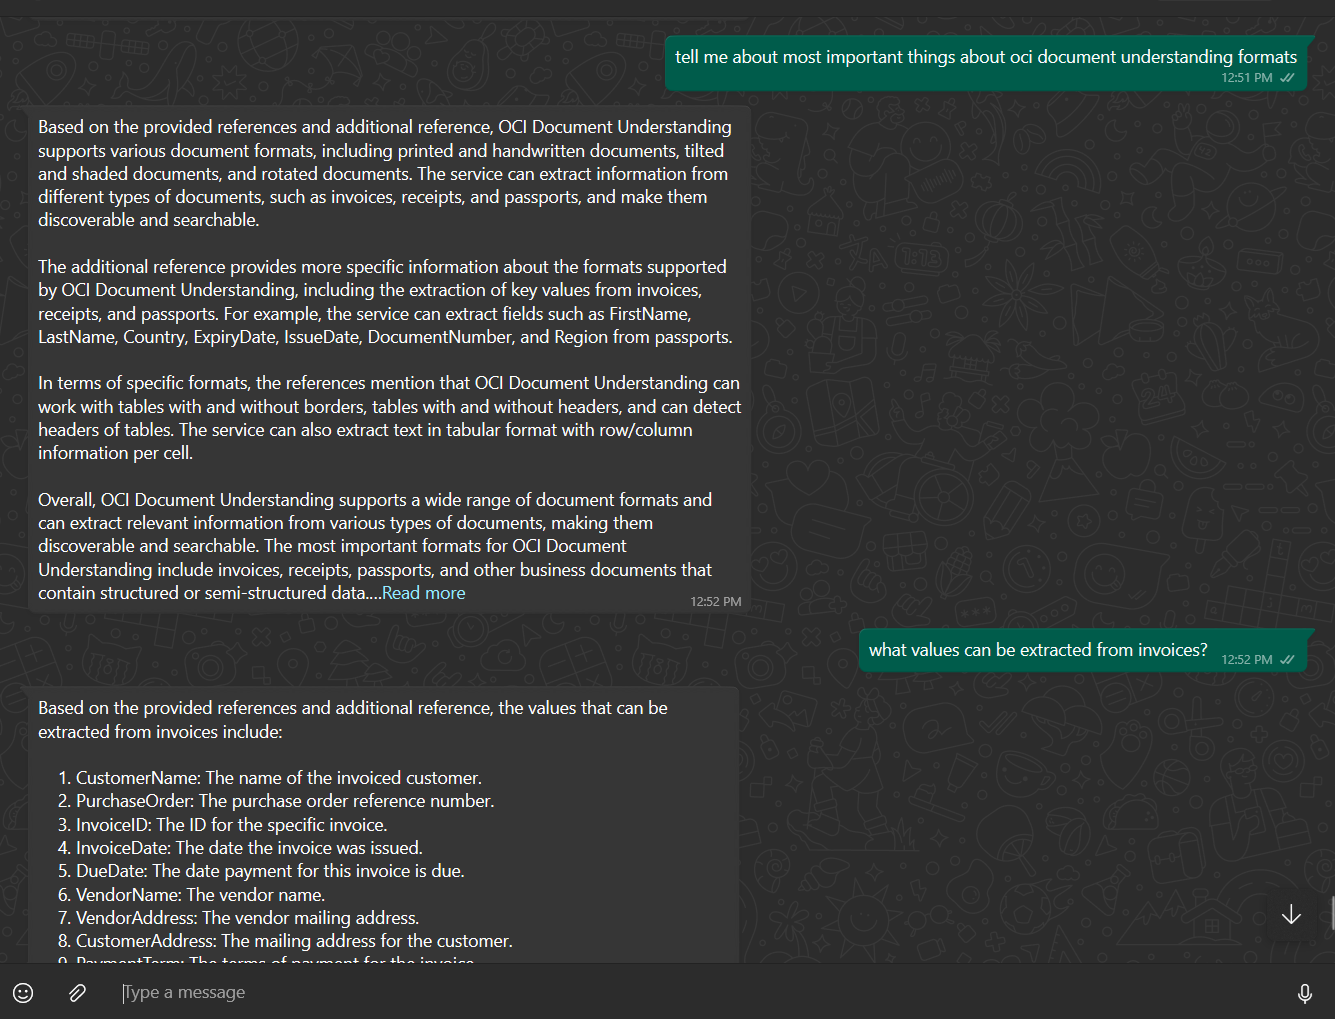 tell me about most important things about oci document understanding formats
12:51 PM
Based on the provided references and additional reference, OCI Document Understanding
supports various document formats, including printed and handwritten documents, tilted
and shaded documents, and rotated documents. The service can extract information from
different types of documents, such as invoices, receipts, and passports, and make them
discoverable and searchable.
The additional reference provides more specific information about the formats supported
by OCI Document Understanding, including the extraction of key values from invoices,
receipts, and passports. For example, the service can extract fields such as FirstName,
LastName, Country, ExpiryDate, IssueDate, DocumentNumber, and Region from passports.
In terms of specific formats, the references mention that OCI Document Understanding can
work with tables with and without borders, tables with and without headers, and can detect
headers of tables. The service can also extract text in tabular format with row/column
information per cell.
Overall, OCI Document Understanding supports a wide range of document formats and
can extract relevant information from various types of documents, making them
discoverable and searchable. The most important formats for OCI Document
Understanding include invoices, receipts, passports, and other business documents that
contain structured or semi-structured data....Read more
12:52 PM
what values can be extracted from invoices?
12:52 PM
Based on the provided references and additional reference, the values that can be
extracted from invoices include:
1. CustomerName: The name of the invoiced customer.
2. PurchaseOrder: The purchase order reference number.
3. InvoiceID: The ID for the specific invoice.
4. InvoiceDate: The date the invoice was issued.
5. DueDate: The date payment for this invoice is due.
6. VendorName: The vendor name.
7. VendorAddress: The vendor mailing address.
8. CustomerAddress: The mailing address for the customer.
9. PaymentTerm: The terms of payment for the invoice.
Type a message